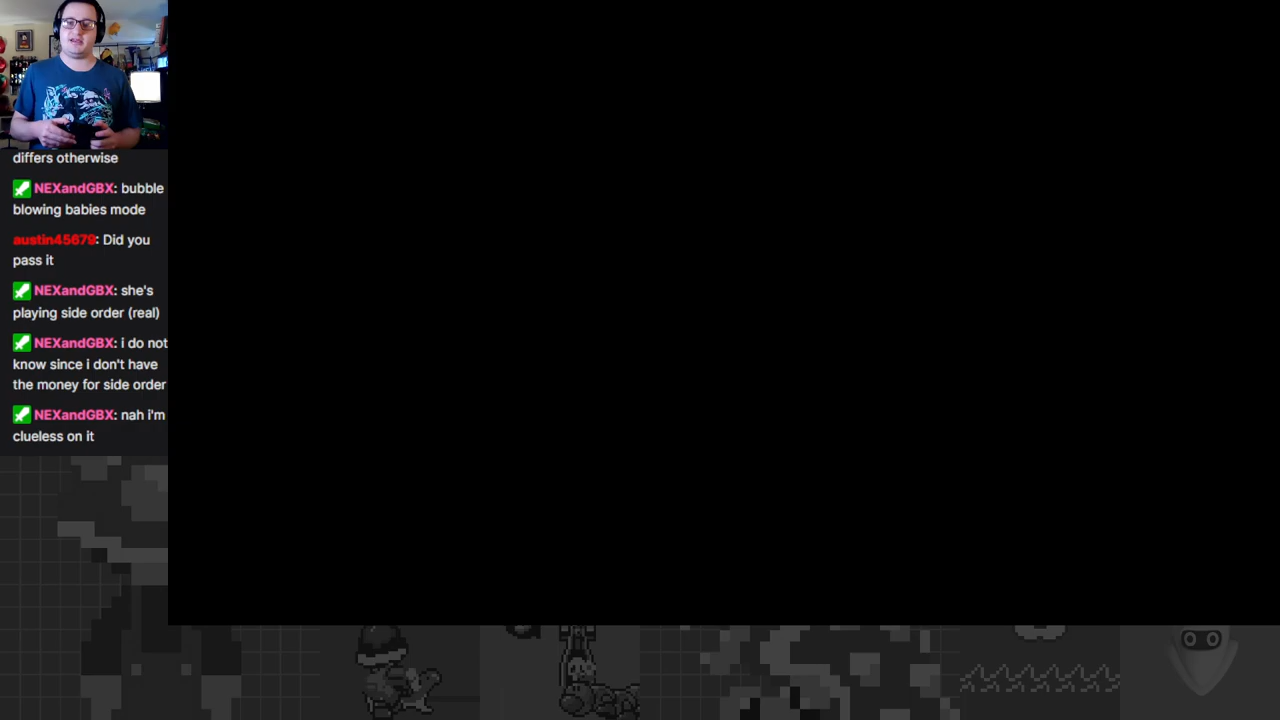 differs otherwise
NEXandGBX: bubble
blowing babies mode
austin45679: Did you
pass it
NEXandGBX: she's
playing side order (real)
NEXandGBX: i do not
know since i don't have
the money for side order
NEXandGBX: nah i'm
clueless on it